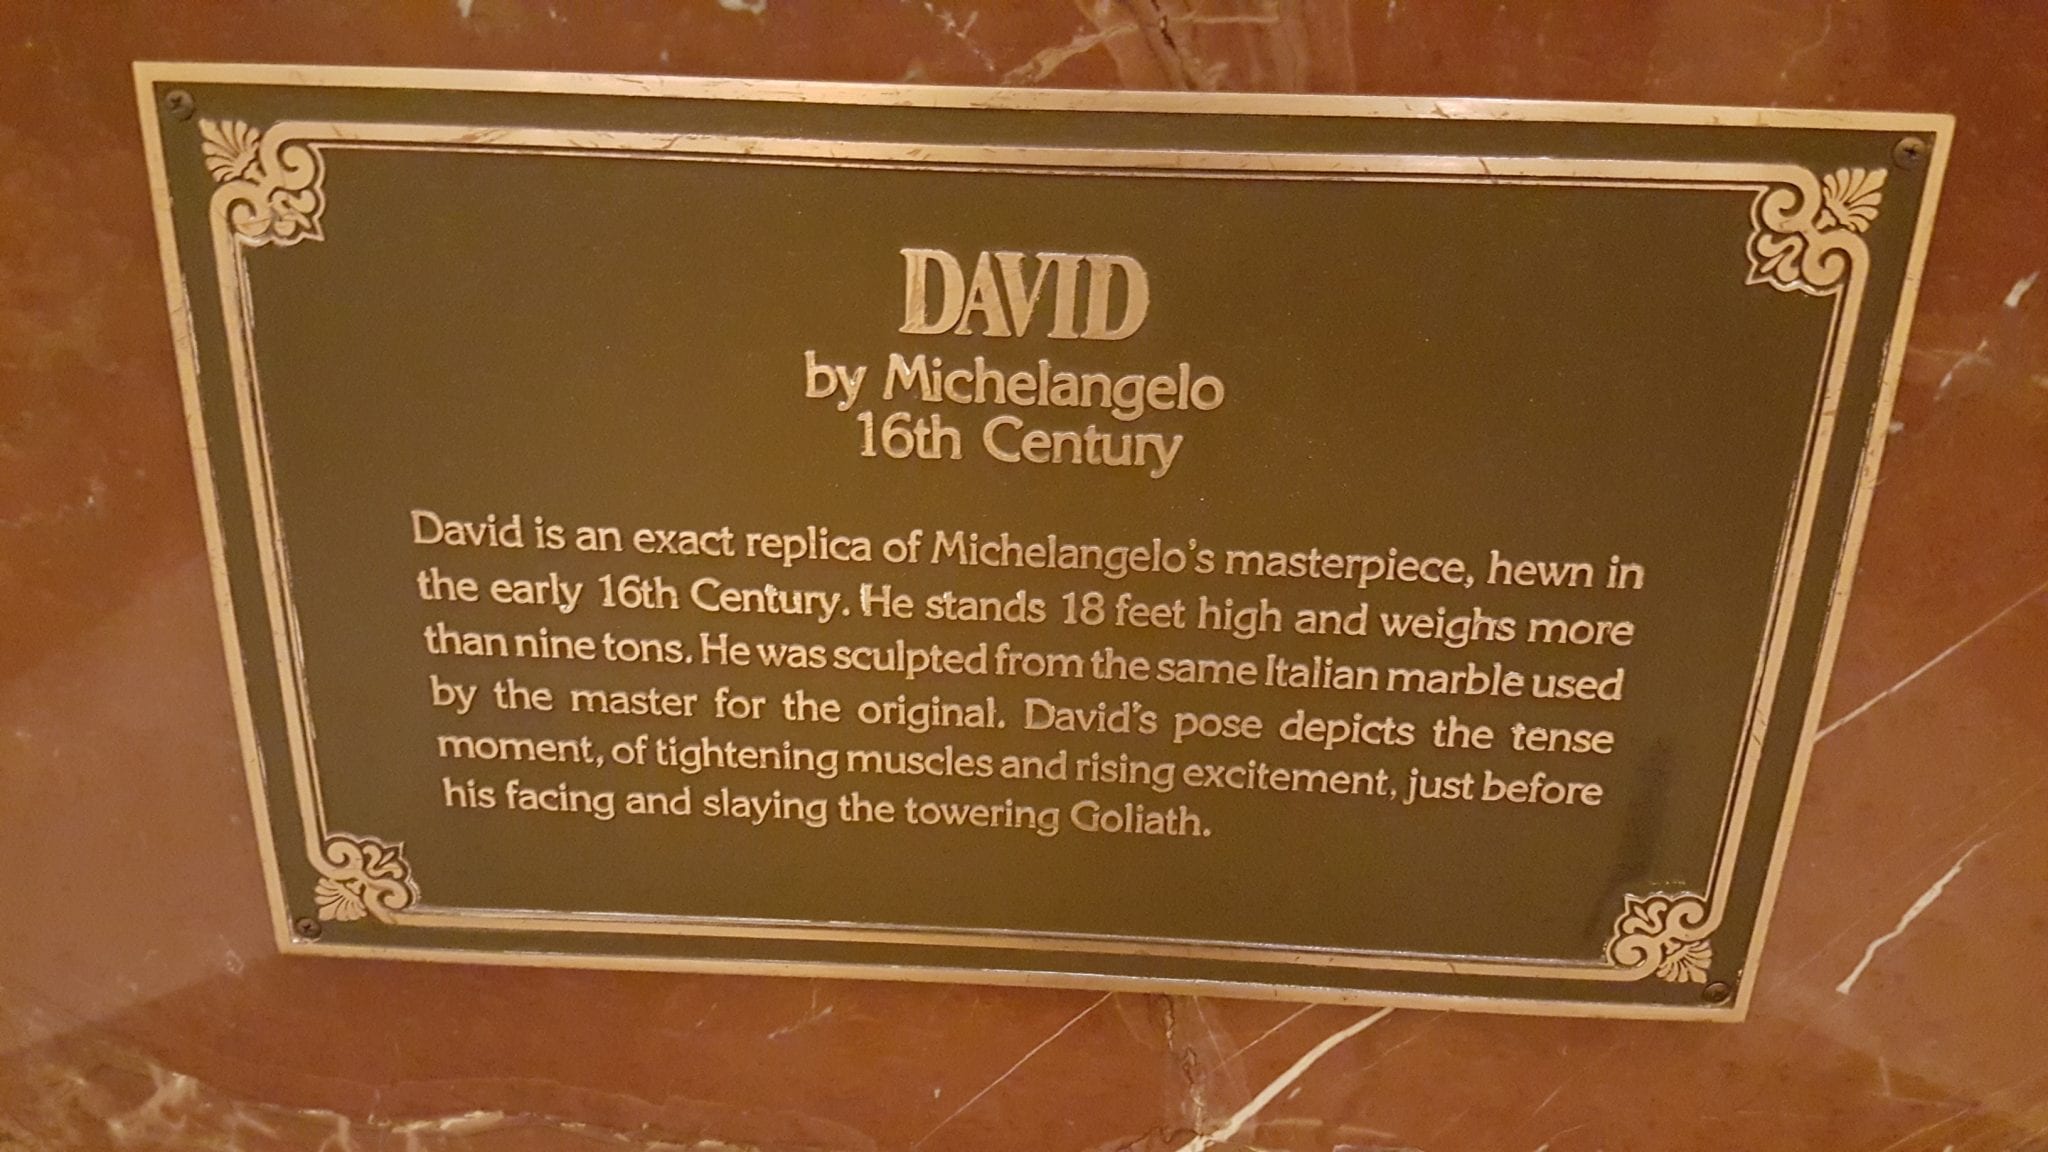 DAVID
by Michelangelo
16th Century
David is an exact replica of Michelangelo's masterpiece, hewn in
the early 16th Century. He stands 18 feet high and weighs more
than nine tons. He was sculpted from the same Italian marble used
by the master for the original. David's pose depicts the tense
moment, of tightening muscles and rising excitement, just before
his facing and slaying the towering Goliath.